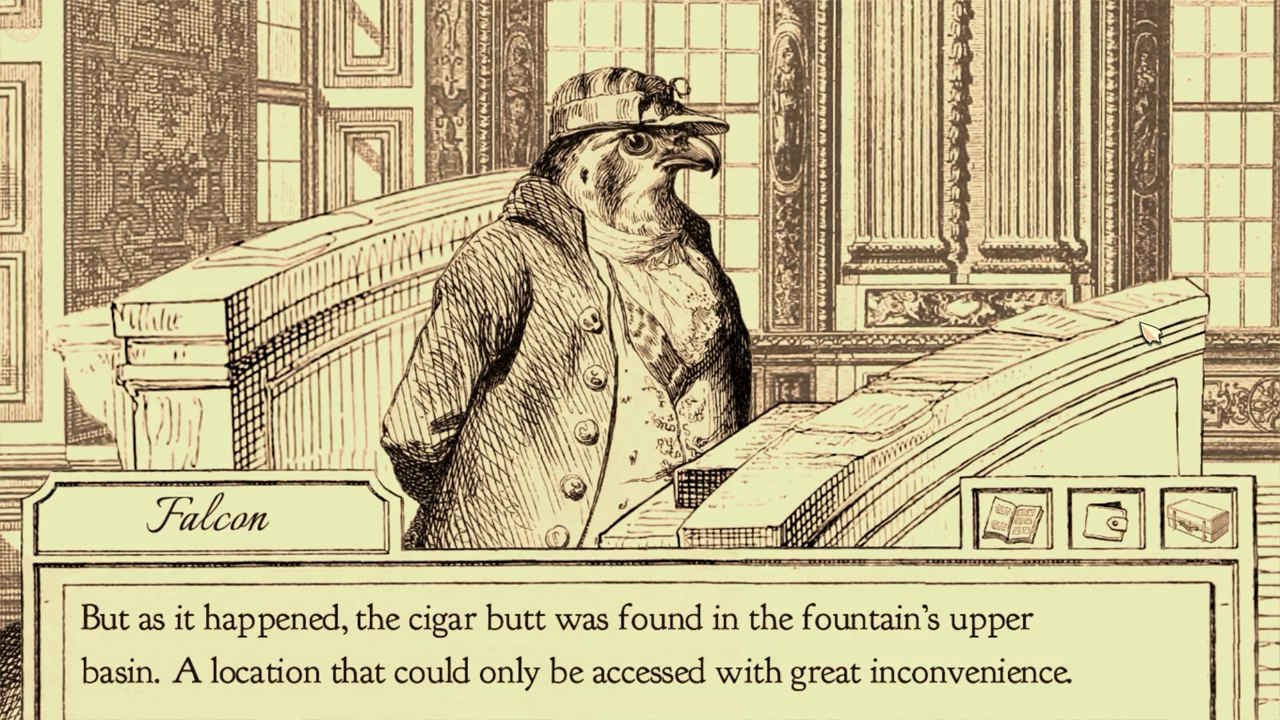 Falcon
But as it happened, the cigar butt was found in the fountain's upper
basin. A location that could only be accessed with great inconvenience.